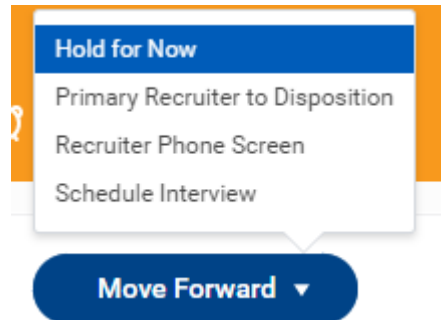 Hold for Now
Primary Recruiter to Disposition
Recruiter Phone Screen
Schedule Interview
Move Forward